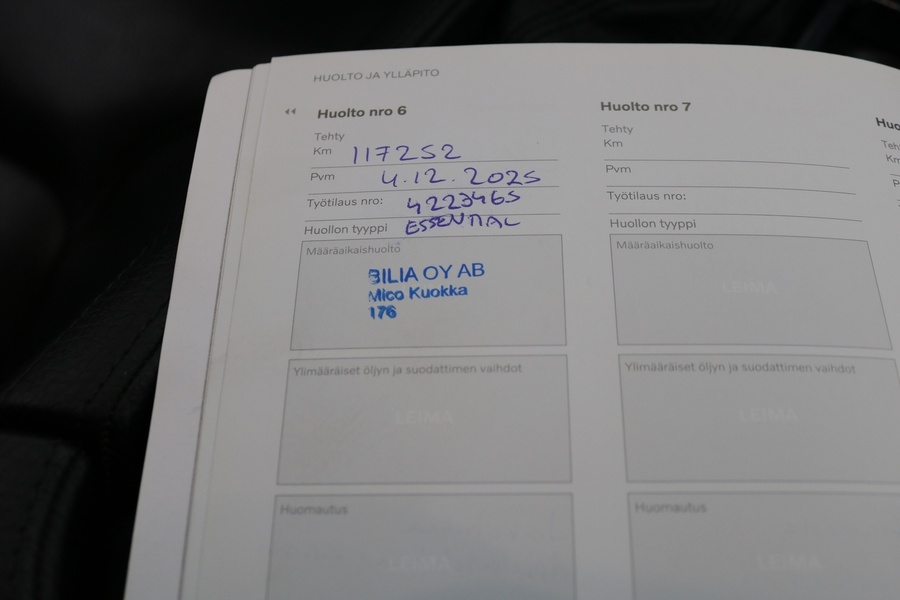 HUOLTO JA YLLÄPITO
Huolto nro 6
Tehty
Km 117252
Pvm 4.12.2025
Työtilaus nro: 4223465
Huollon tyyppi ESSENTIAL
Määräaikaishuolto
BILIA OY AB
Mico Kuokka
176
Ylimääräiset öljyn ja suodattimen vaihdot
LEIMA
Huomautus
LEIMA
Huolto nro 7
Tehty
Km
Pvm
Työtilaus nro:
Huollon tyyppi
Määräaikaishuolto
LEIMA
Ylimääräiset öljyn ja suodattimen vaihdot
LEIMA
Huomautus
LEIMA